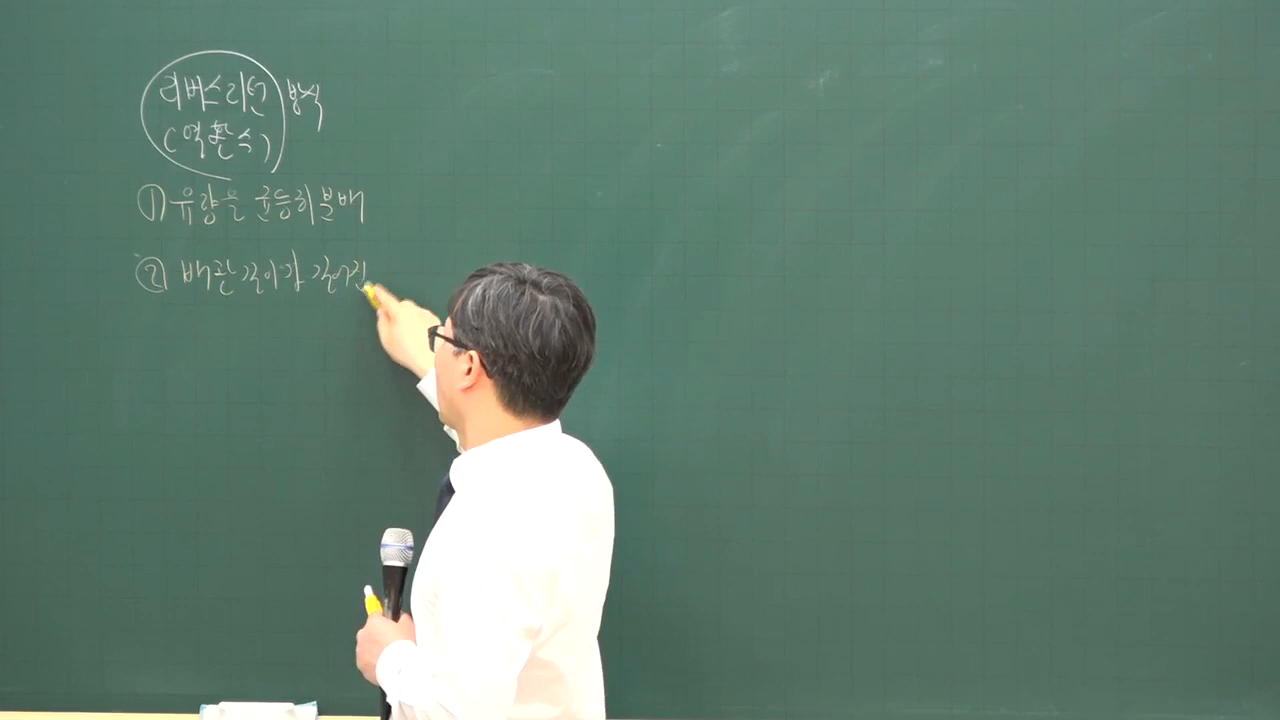 리버스리턴 방식
(역환수)
① 유량을 균등히 분배
② 배관 길이가 길어짐